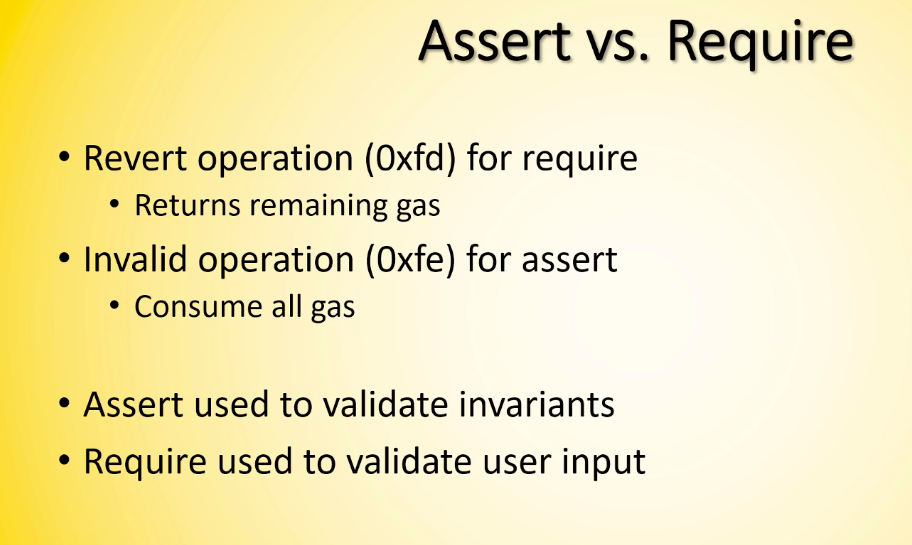 Assert vs. Require
• Revert operation (0xfd) for require
• Returns remaining gas
• Invalid operation (0xfe) for assert
• Consume all gas
• Assert used to validate invariants
• Require used to validate user input